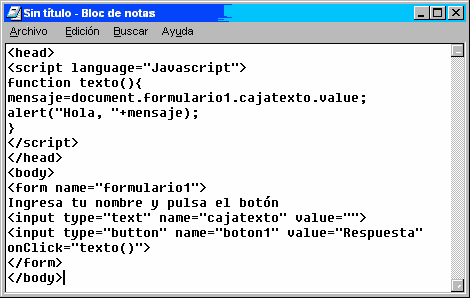 Sin título - Bloc de notas
Archivo Edición Buscar Ayuda
<head>
<script language="Javascript">
function texto(){
mensaje=document.formulario1.cajatexto.value;
alert("Hola, "+mensaje);
}
</script>
</head>
<body>
<form name="formulario1">
Ingresa tu nombre y pulsa el botón
<input type="text" name="cajatexto" value="">
<input type="button" name="boton1" value="Respuesta"
onClick="texto()">
</form>
</body>